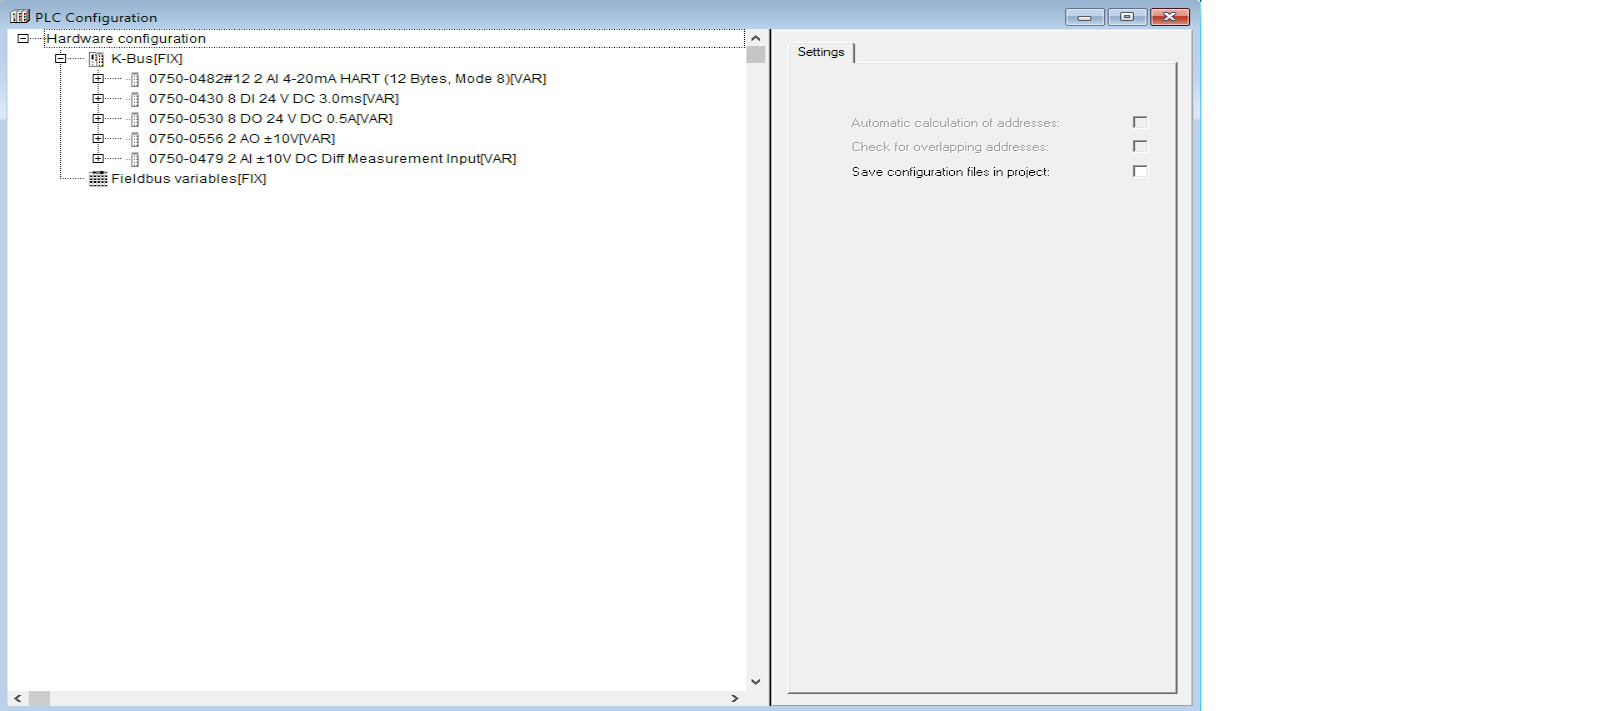 PLC Configuration
Hardware configuration
K-Bus[FIX]
0750-0482#12 2 AI 4-20mA HART (12 Bytes, Mode 8)[VAR]
0750-0430 8 DI 24 V DC 3.0ms[VAR]
0750-0530 8 DO 24 V DC 0.5A[VAR]
0750-0556 2 AO ±10V[VAR]
0750-0479 2 AI ±10V DC Diff Measurement Input[VAR]
Fieldbus variables[FIX]
Settings
Automatic calculation of addresses:
Check for overlapping addresses:
Save configuration files in project: